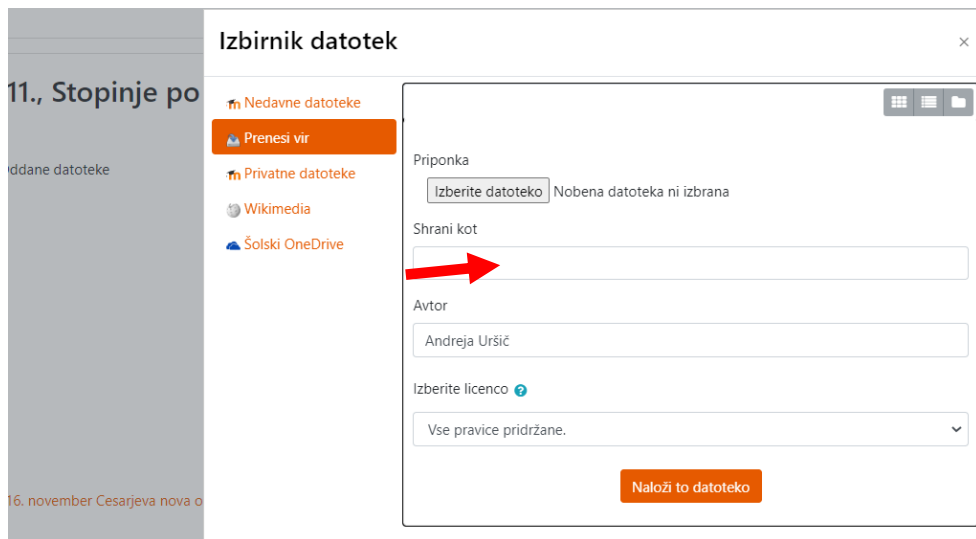 Izbirnik datotek
×
11., Stopinje po
ddane datoteke
16. november Cesarjeva nova o
Nedavne datoteke
Prenesi vir
Privatne datoteke
Wikimedia
Šolski OneDrive
Priponka
Izberite datoteko Nobena datoteka ni izbrana
Shrani kot
Avtor
Andreja Uršič
Izberite licenco
Vse pravice pridržane.
Naloži to datoteko